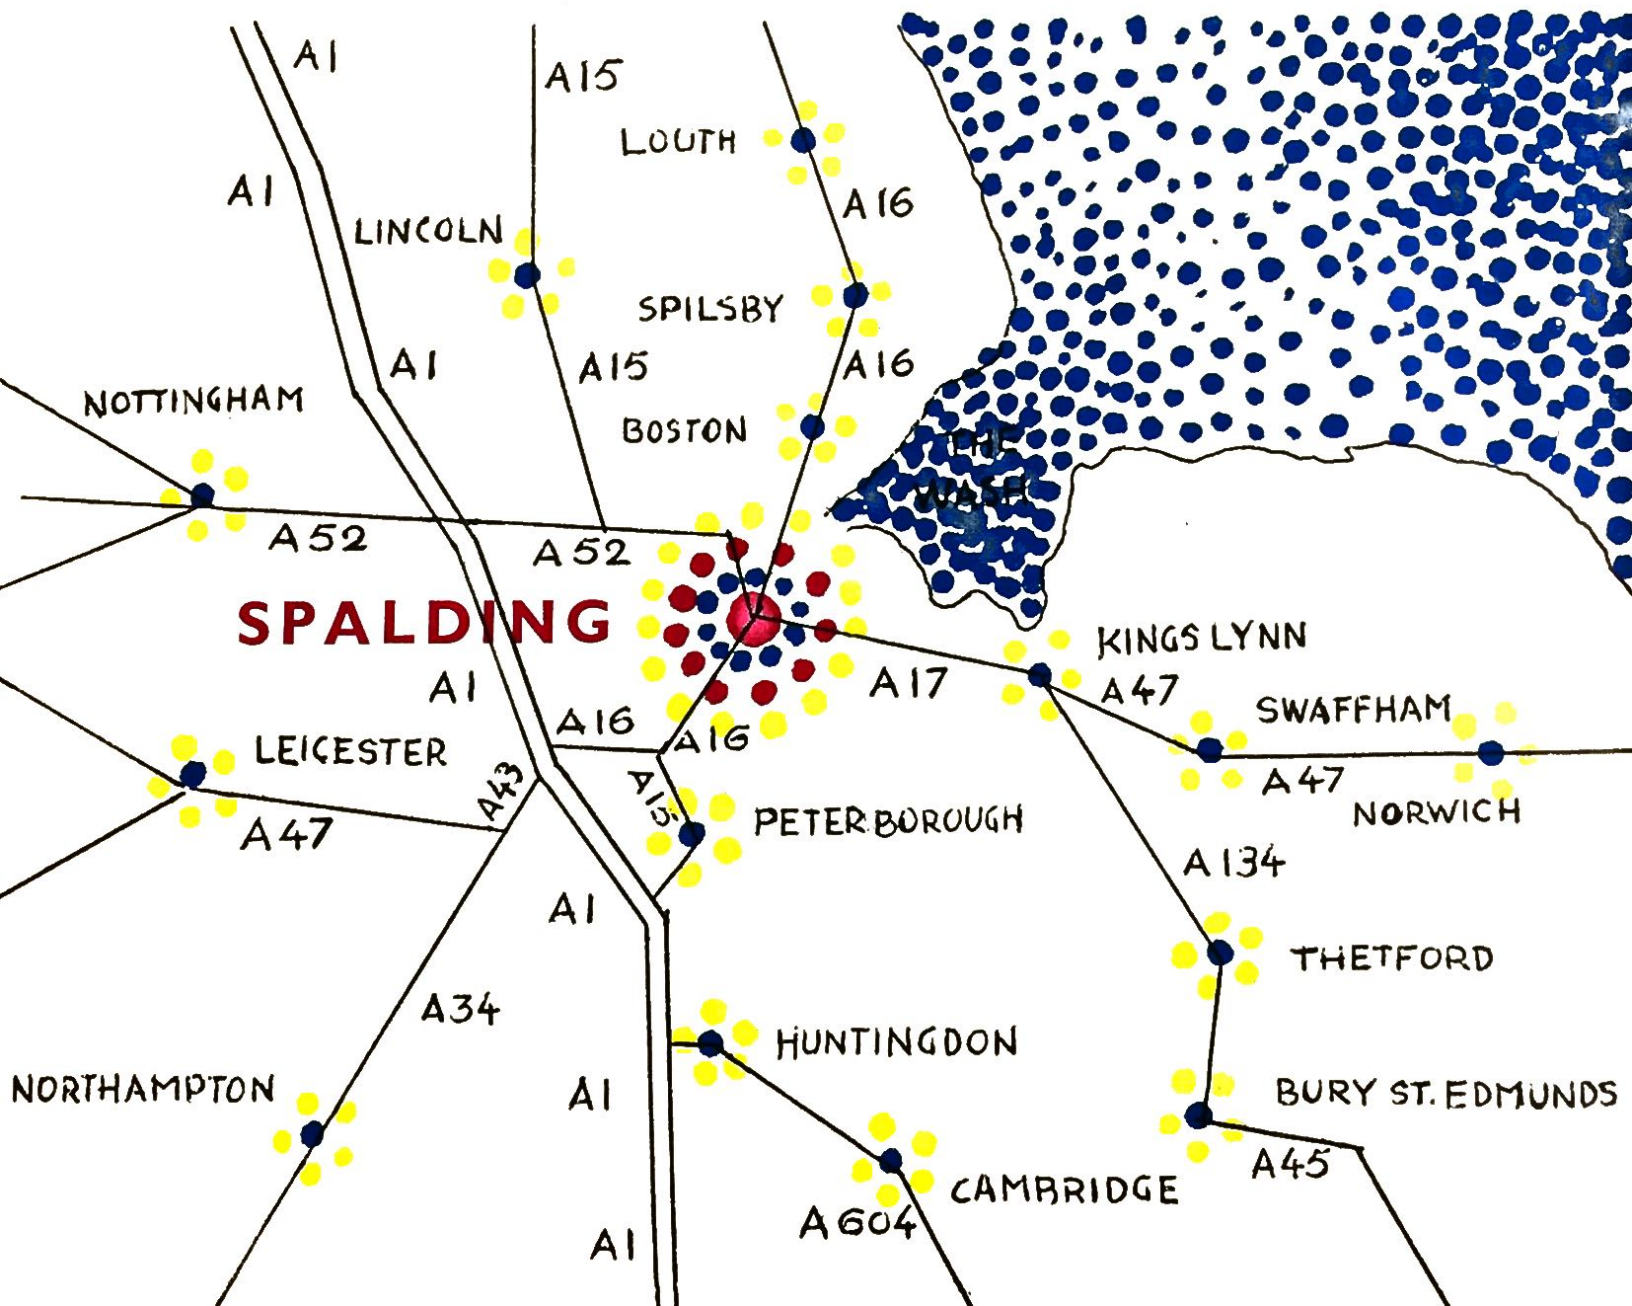 A1
A15
LOUTH
A1
A16
LINCOLN
SPILSBY
A1
A15
A16
NOTTINGHAM
BOSTON
THE
WASH
A52
A52
SPALDING
KINGS LYNN
A1
A17
A47
SWAFFHAM
A16
A16
LEICESTER
A43
A15
A47
NORWICH
A47
PETERBOROUGH
A134
A1
THETFORD
A34
HUNTINGDON
NORTHAMPTON
A1
BURY ST. EDMUNDS
A45
CAMBRIDGE
A604
A1